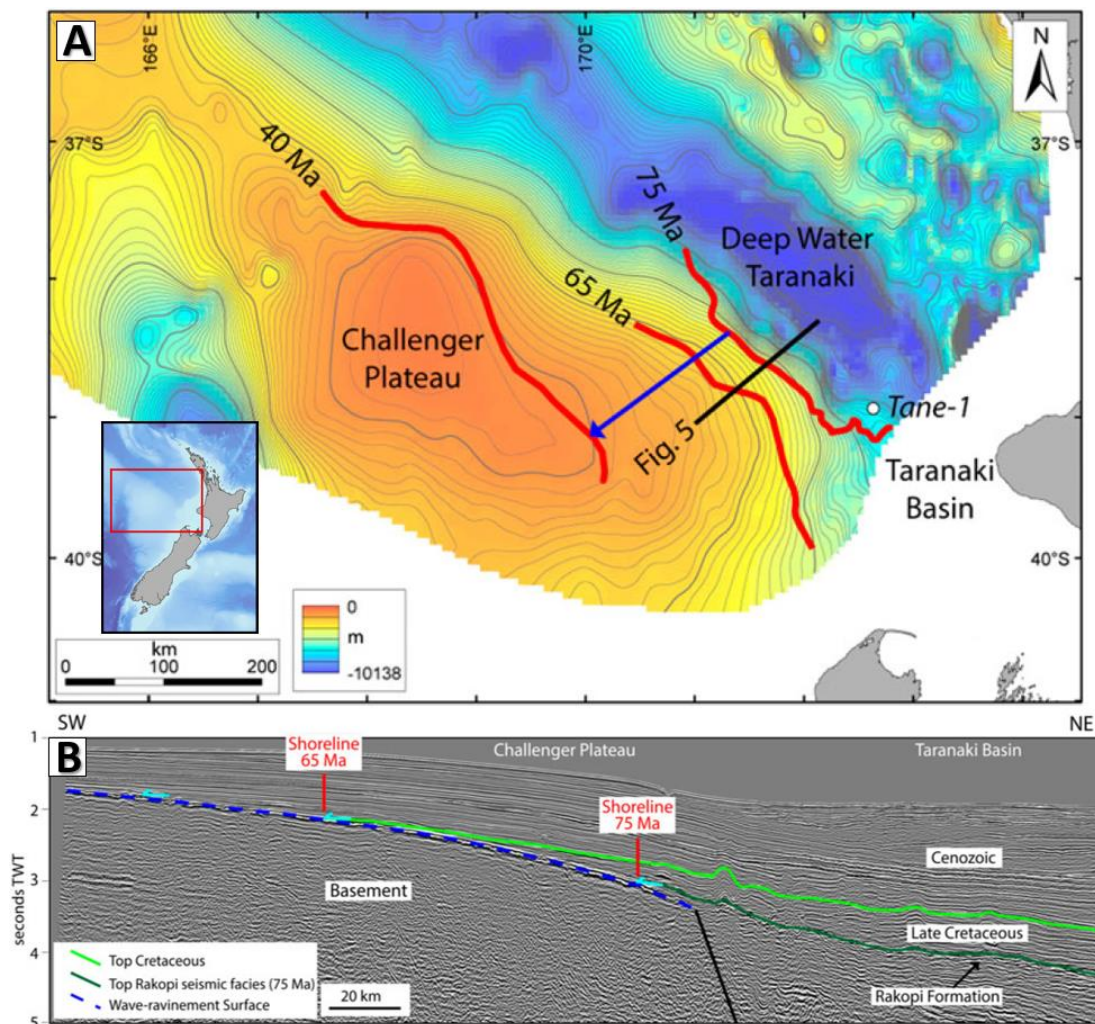 A
166°E
170°E
N
37°S
37°S
40 Ma
75 Ma
Deep Water
Taranaki
65 Ma
Challenger
Plateau
Tane-1
Fig. 5
Taranaki
Basin
40°S
40°S
0
m
-10138
km
0 100 200
SW
NE
B
1
Shoreline
65 Ma
Challenger Plateau
Taranaki Basin
2
Shoreline
75 Ma
seconds TWT
3
Cenozoic
Basement
Late Cretaceous
4
Top Cretaceous
Top Rakopi seismic facies (75 Ma)
Wave-ravinement Surface
20 km
Rakopi Formation
5